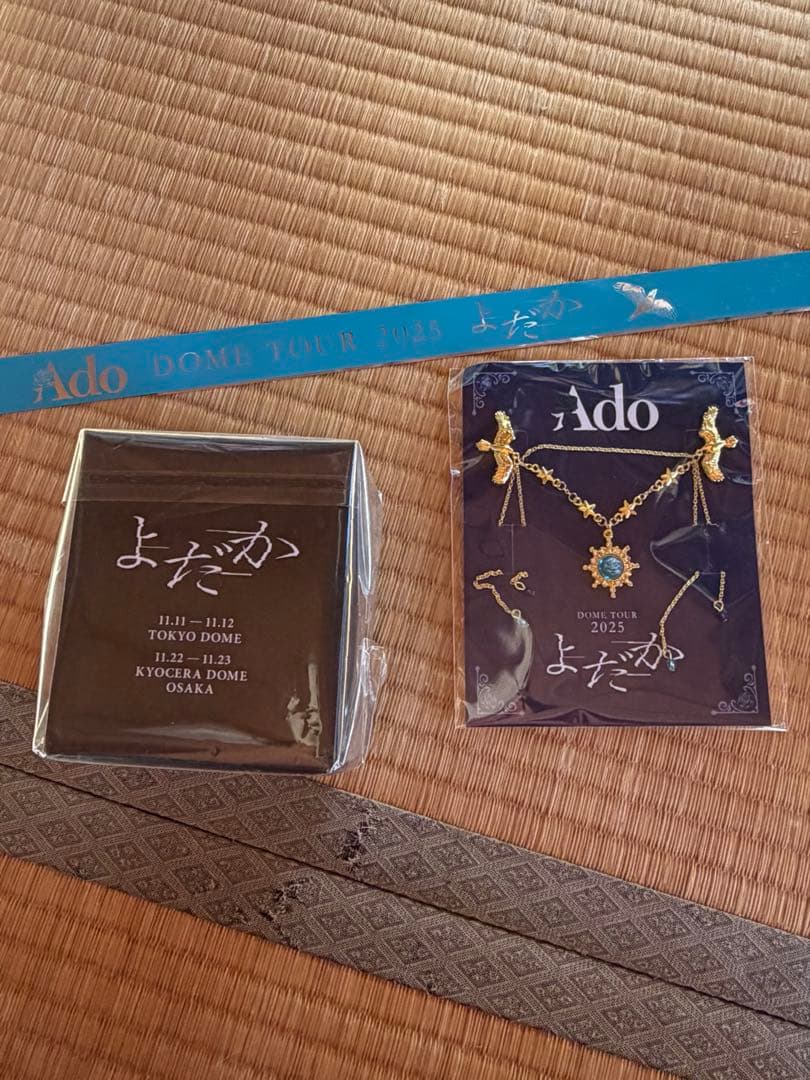 Ado DOME TOUR 2025 よだか
よだか
11.11 — 11.12
TOKYO DOME
11.22 — 11.23
KYOCERA DOME
OSAKA
Ado
DOME TOUR
2025
よだか